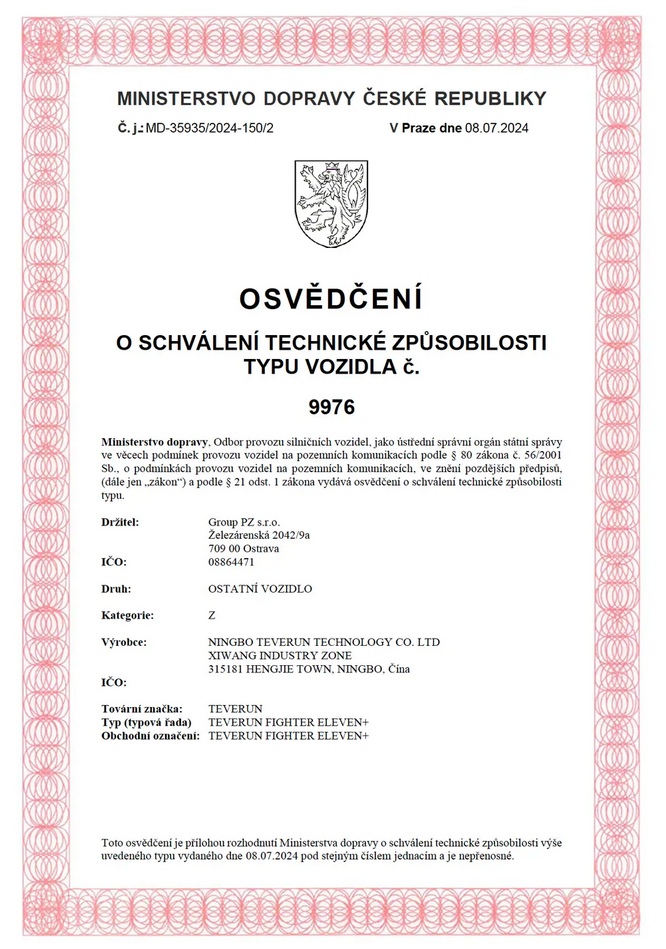 MINISTERSTVO DOPRAVY ČESKÉ REPUBLIKY
Č. j.: MD-35935/2024-150/2 V Praze dne 08.07.2024
OSVĚDČENÍ
O SCHVÁLENÍ TECHNICKÉ ZPŮSOBILOSTI
TYPU VOZIDLA č.
9976
Ministerstvo dopravy, Odbor provozu silničních vozidel, jako ústřední správní orgán státní správy
ve věcech podmínek provozu vozidel na pozemních komunikacích podle § 80 zákona č. 56/2001
Sb., o podmínkách provozu vozidel na pozemních komunikacích, ve znění pozdějších předpisů,
(dále jen „zákon“) a podle § 21 odst. 1 zákona vydává osvědčení o schválení technické způsobilosti
typu.
Držitel: Group PZ s.r.o.
Železárenská 2042/9a
709 00 Ostrava
IČO: 08864471
Druh: OSTATNÍ VOZIDLO
Kategorie: Z
Výrobce: NINGBO TEVERUN TECHNOLOGY CO. LTD
XIWANG INDUSTRY ZONE
315181 HENGJIE TOWN, NINGBO, Čína
IČO:
Tovární značka: TEVERUN
Typ (typová řada) TEVERUN FIGHTER ELEVEN+
Obchodní označení: TEVERUN FIGHTER ELEVEN+
Toto osvědčení je přílohou rozhodnutí Ministerstva dopravy o schválení technické způsobilosti výše
uvedeného typu vydaného dne 08.07.2024 pod stejným číslem jednacím a je nepřenosné.